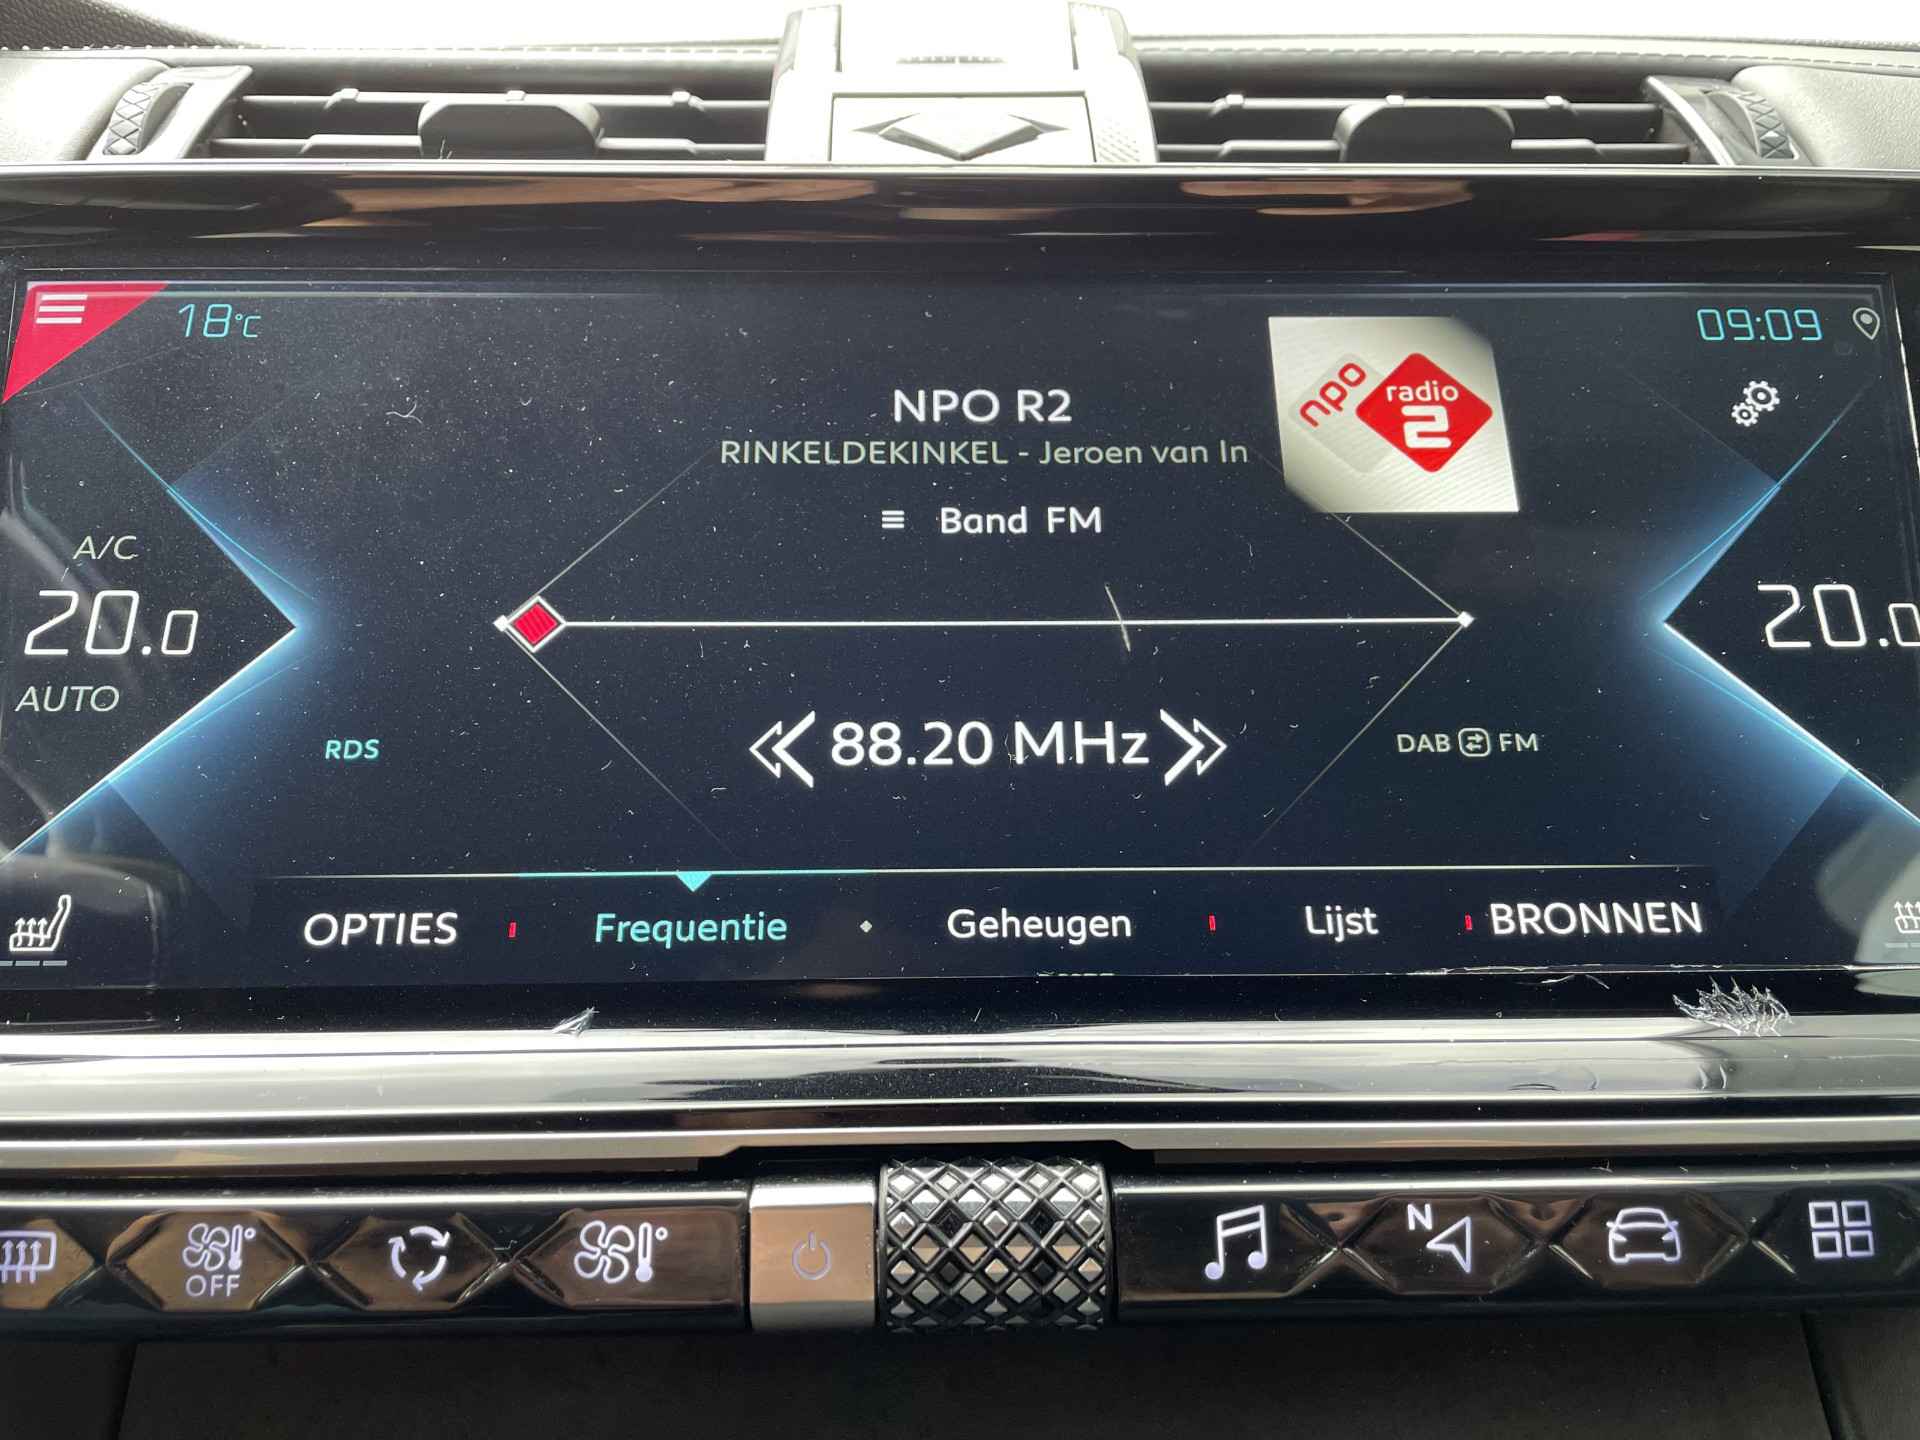 18°C
09:09
npo
radio
2
NPO R2
RINKELDEKINKEL - Jeroen van In
Band FM
A/C
20.0
AUTO
20.0
RDS
88.20 MHz
DAB FM
OPTIES
Frequentie
Geheugen
Lijst
BRONNEN
OFF
N